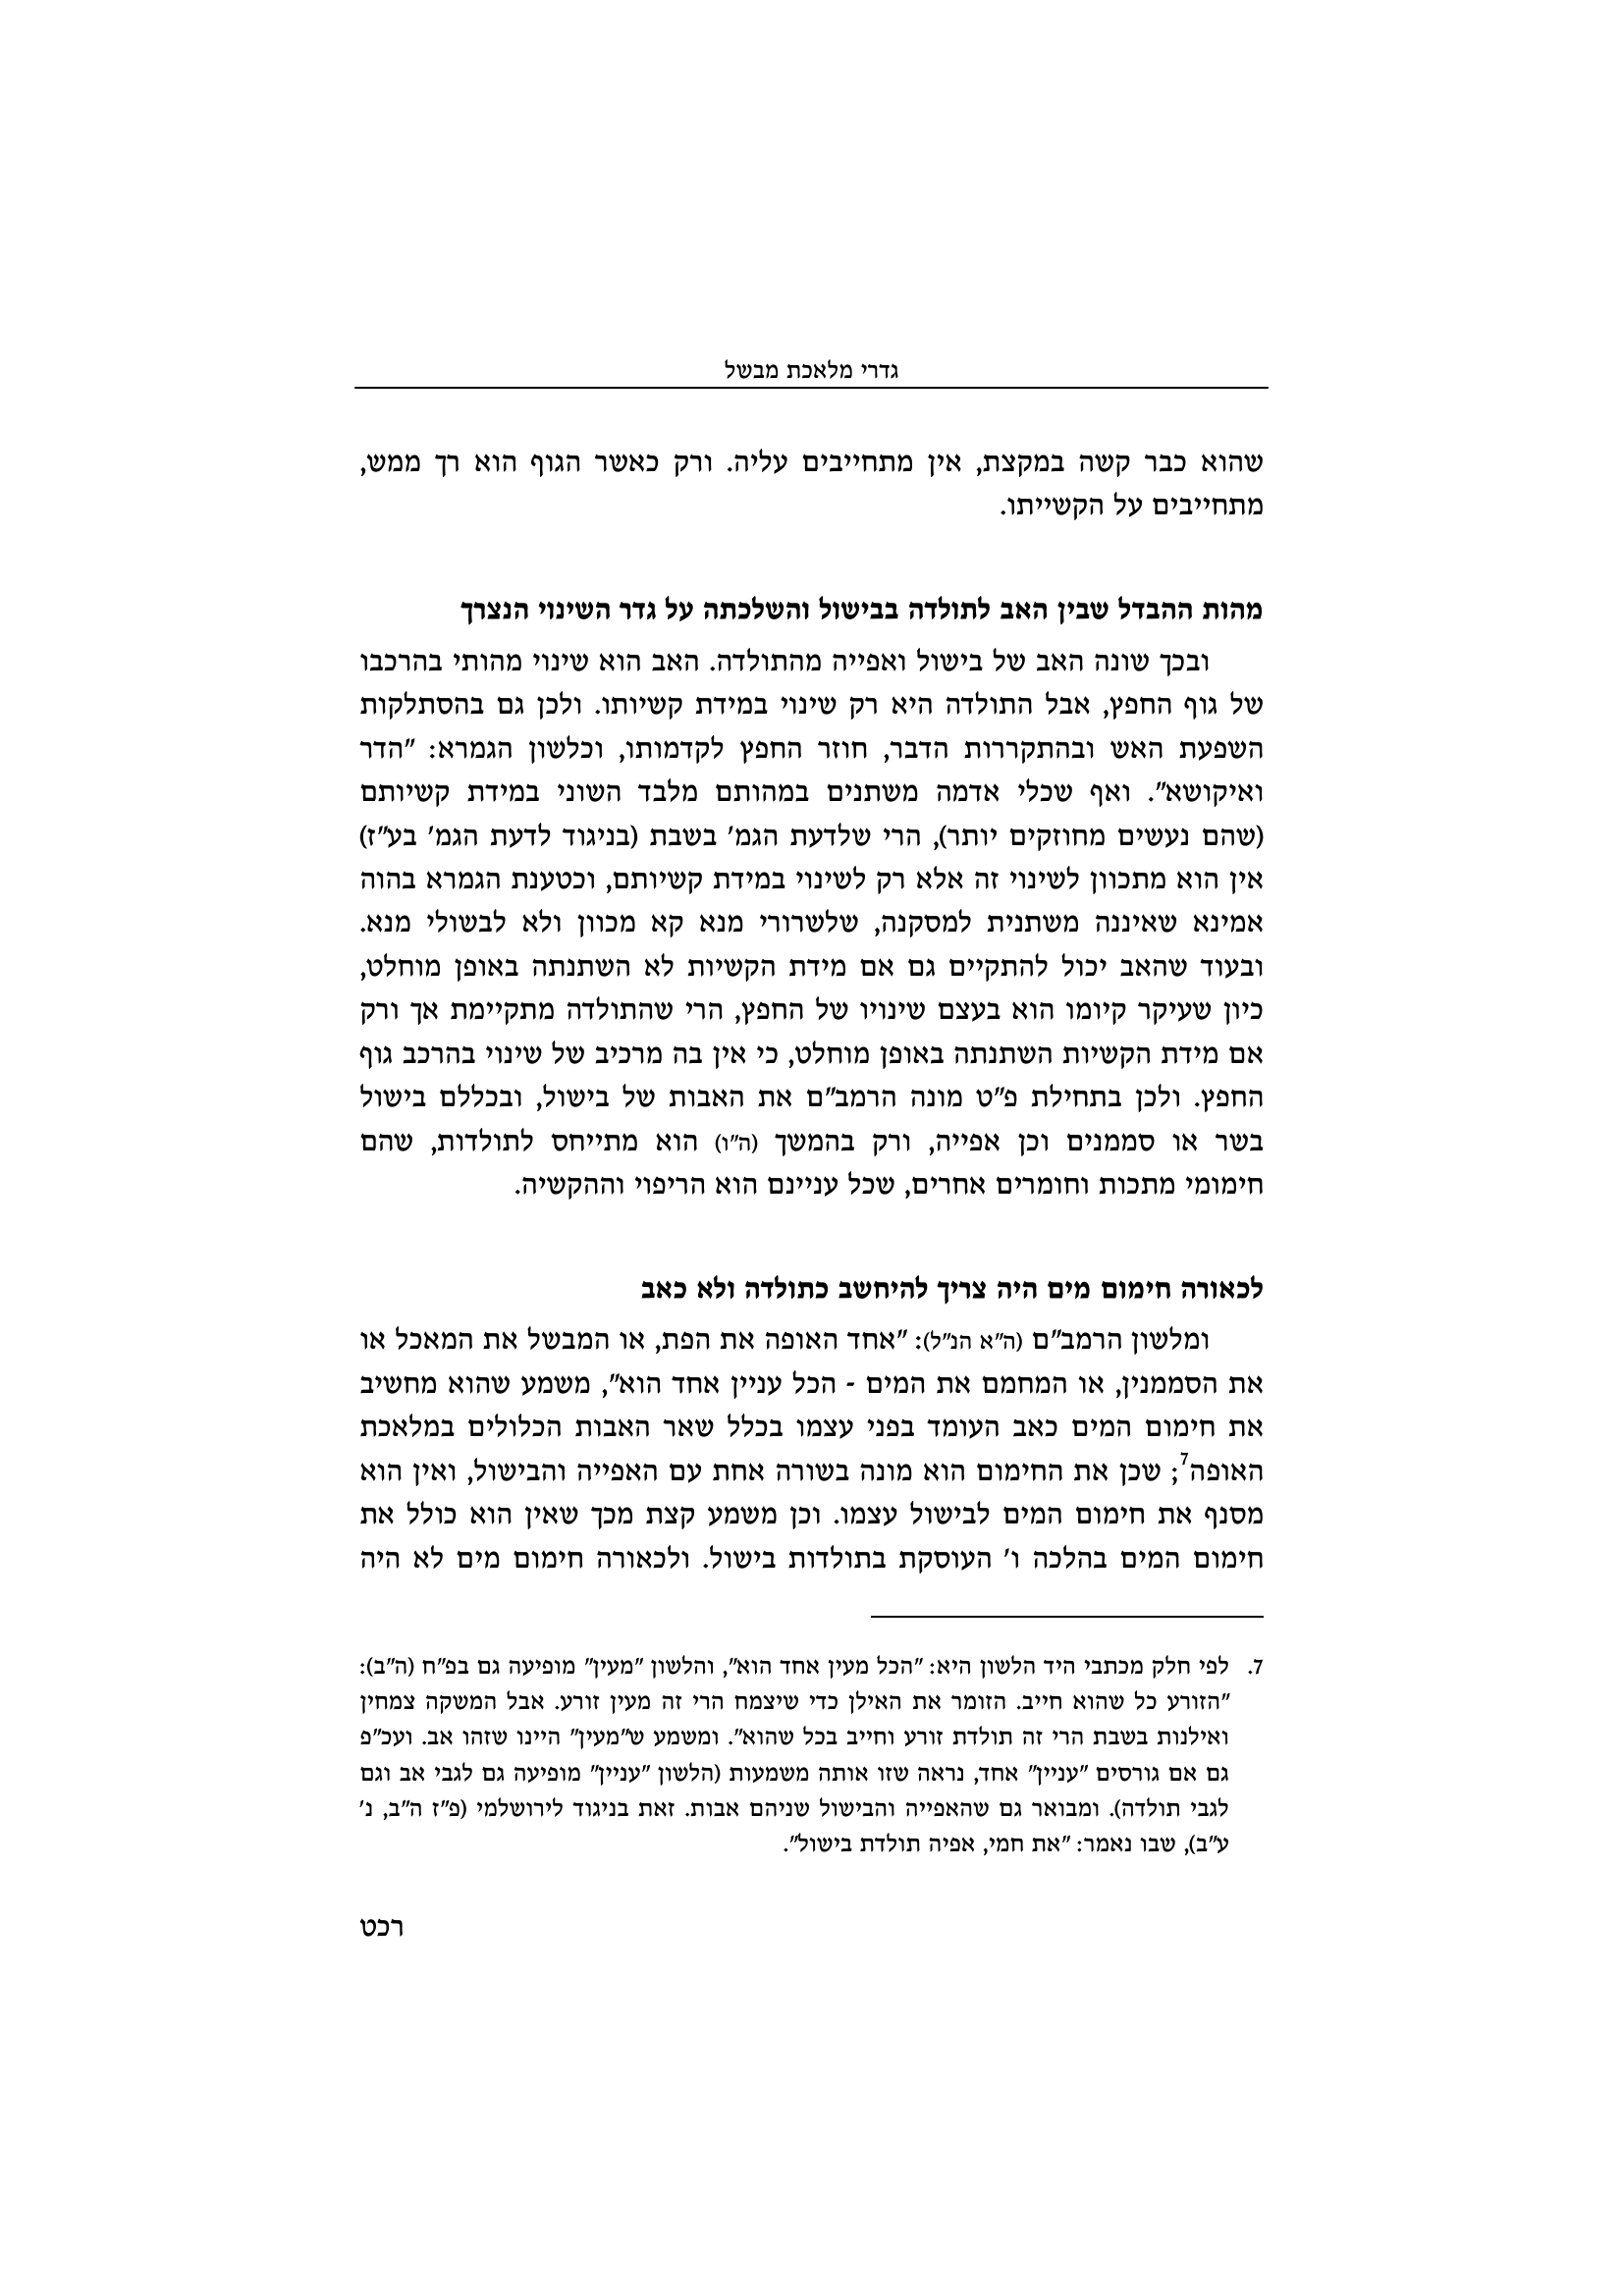 גדרי מלאכת מבשל
שהוא כבר קשה במקצת, אין מתחייבים עליה. ורק כאשר הגוף הוא רך ממש,
מתחייבים על הקשייתו.
מהות ההבדל שבין האב לתולדה בבישול והשלכתה על גדר השינוי הנצרך
ובכך שונה האב של בישול ואפייה מהתולדה. האב הוא שינוי מהותי בהרכבו
של גוף החפץ, אבל התולדה היא רק שינוי במידת קשיותו. ולכן גם בהסתלקות
השפעת האש ובהתקררות הדבר, חוזר החפץ לקדמותו, וכלשון הגמרא: "הדר
ואיקושא". ואף שכלי אדמה משתנים במהותם מלבד השוני במידת קשיותם
(שהם נעשים מחוזקים יותר), הרי שלדעת הגמ' בשבת (בניגוד לדעת הגמ' בע"ז)
אין הוא מתכוון לשינוי זה אלא רק לשינוי במידת קשיותם, וכטענת הגמרא בהוה
אמינא שאיננה משתנית למסקנה, שלשרורי מנא קא מכוון ולא לבשולי מנא.
ובעוד שהאב יכול להתקיים גם אם מידת הקשיות לא השתנתה באופן מוחלט,
כיון שעיקר קיומו הוא בעצם שינויו של החפץ, הרי שהתולדה מתקיימת אך ורק
אם מידת הקשיות השתנתה באופן מוחלט, כי אין בה מרכיב של שינוי בהרכב גוף
החפץ. ולכן בתחילת פ"ט מונה הרמב"ם את האבות של בישול, ובכללם בישול
בשר או סממנים וכן אפייה, ורק בהמשך (ה"ו) הוא מתייחס לתולדות, שהם
חימומי מתכות וחומרים אחרים, שכל עניינם הוא הריפוי וההקשיה.
לכאורה חימום מים היה צריך להיחשב כתולדה ולא כאב
ומלשון הרמב"ם (ה"א הנ"ל): "אחד האופה את הפת, או המבשל את המאכל או
את הסממנין, או המחמם את המים - הכל עניין אחד הוא", משמע שהוא מחשיב
את חימום המים כאב העומד בפני עצמו בכלל שאר האבות הכלולים במלאכת
האופה7; שכן את החימום הוא מונה בשורה אחת עם האפייה והבישול, ואין הוא
מסנף את חימום המים לבישול עצמו. וכן משמע קצת מכך שאין הוא כולל את
חימום המים בהלכה ו' העוסקת בתולדות בישול. ולכאורה חימום מים לא היה
7. לפי חלק מכתבי היד הלשון היא: "הכל מעין אחד הוא", והלשון "מעין" מופיעה גם בפ"ח (ה"ב):
"הזורע כל שהוא חייב. הזומר את האילן כדי שיצמח הרי זה מעין זורע. אבל המשקה צמחין
ואילנות בשבת הרי זה תולדת זורע וחייב בכל שהוא". ומשמע ש"מעין" היינו שזהו אב. ועכ"פ
גם אם גורסים "עניין" אחד, נראה שזו אותה משמעות (הלשון "עניין" מופיעה גם לגבי אב וגם
לגבי תולדה). ומבואר גם שהאפייה והבישול שניהם אבות. זאת בניגוד לירושלמי (פ"ז ה"ב, נ'
ע"ב), שבו נאמר: "את חמי, אפיה תולדת בישול".
רכט